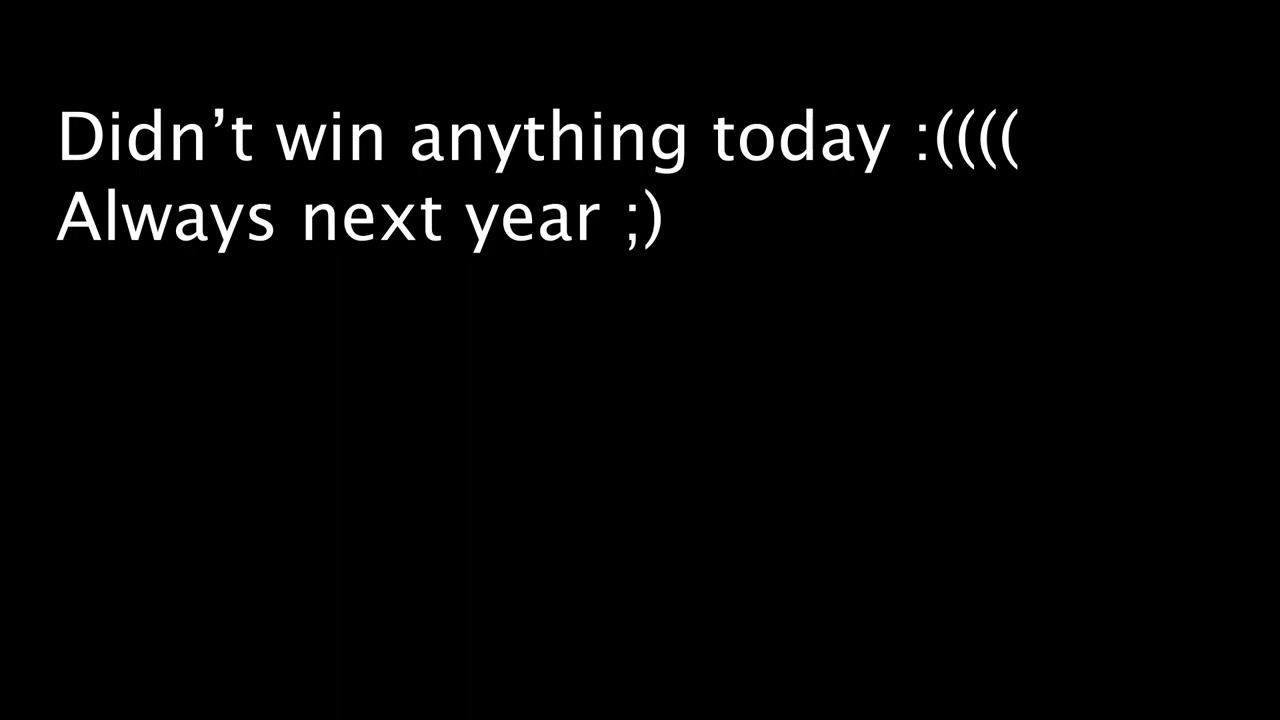 Didn’t win anything today :((((
Always next year ;)